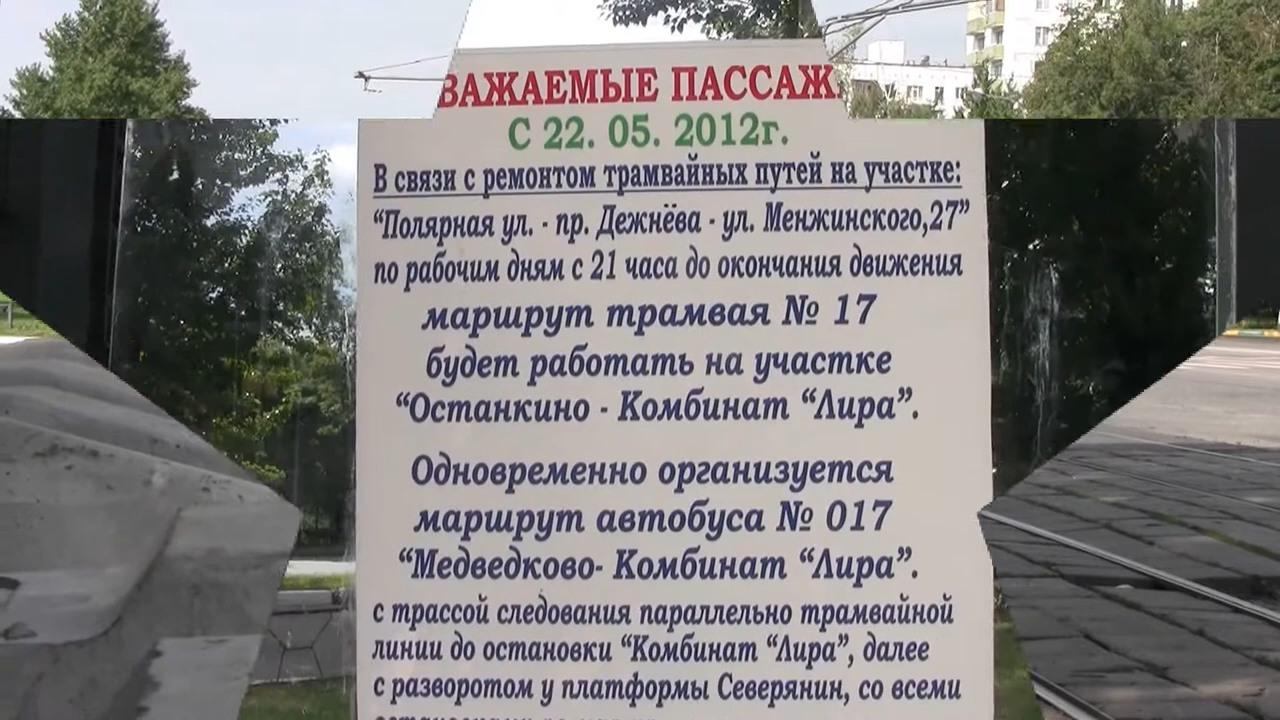 ВАЖАЕМЫЕ ПАССАЖ
С 22. 05. 2012г.
В связи с ремонтом трамвайных путей на участке:
“Полярная ул. - пр. Дежнёва - ул. Менжинского,27”
по рабочим дням с 21 часа до окончания движения
маршрут трамвая № 17
будет работать на участке
“Останкино - Комбинат “Лира”.
Одновременно организуется
маршрут автобуса № 017
“Медведково- Комбинат “Лира”.
с трассой следования параллельно трамвайной
линии до остановки “Комбинат “Лира”, далее
с разворотом у платформы Северянин, со всеми